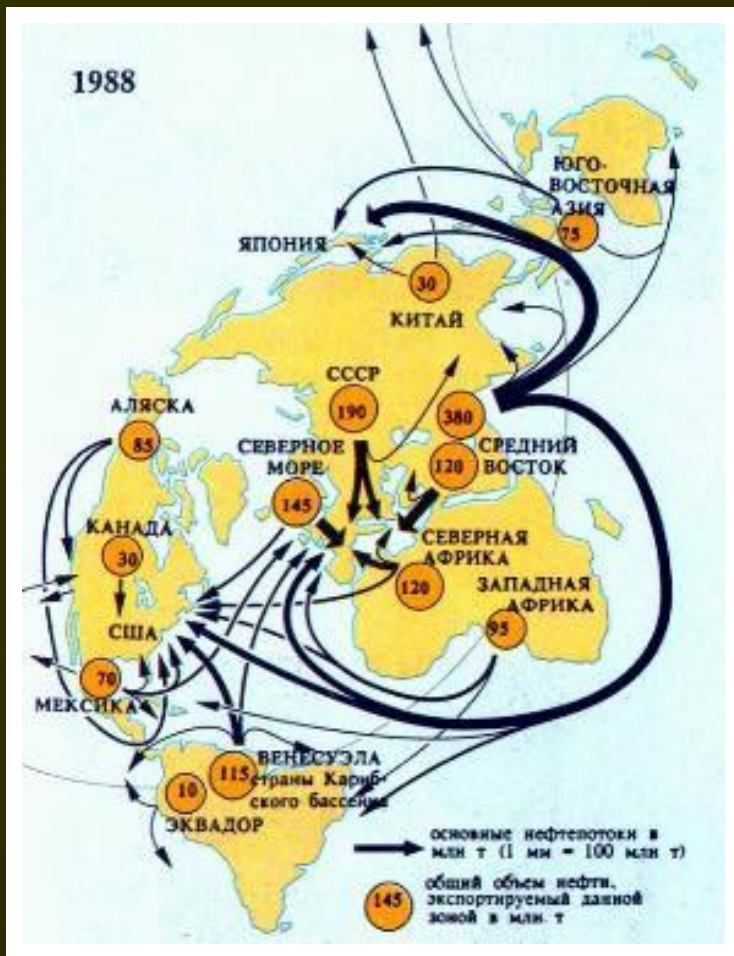 1988
ЮГО-
ВОСТОЧНАЯ
АЗИЯ
75
ЯПОНИЯ
30
КИТАЙ
СССР
190
АЛЯСКА
85
380
СРЕДНИЙ
ВОСТОК
120
СЕВЕРНОЕ
МОРЕ
145
КАНАДА
30
СЕВЕРНАЯ
АФРИКА
120
ЗАПАДНАЯ
АФРИКА
95
США
70
МЕКСИКА
ВЕНЕСУЭЛА
115
страны Кариб-
ского бассейна
10
ЭКВАДОР
основные нефтепотоки в
млн т (1 мм = 100 млн т)
145
общий объем нефти,
экспортируемый данной
зоной в млн т